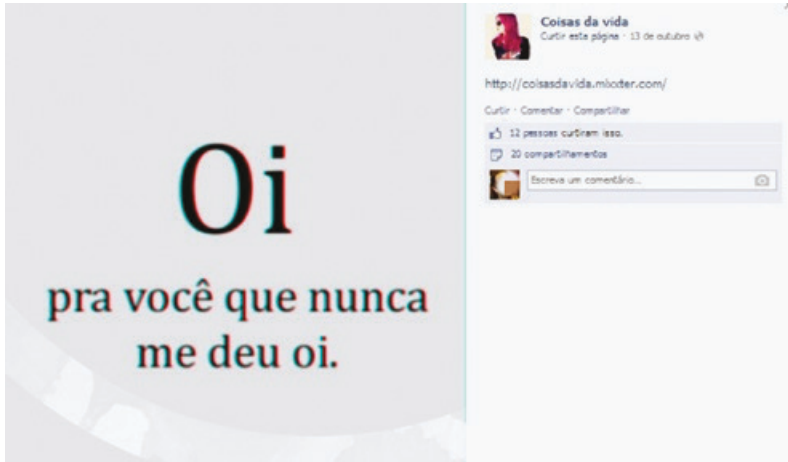 Oi
pra você que nunca
me deu oi.
Coisas da vida
Curtir esta página · 13 de outubro
http://coisasdavida.mixxter.com/
Curtir · Comentar · Compartilhar
12 pessoas curtiram isso.
20 compartilhamentos
Escreva um comentário...